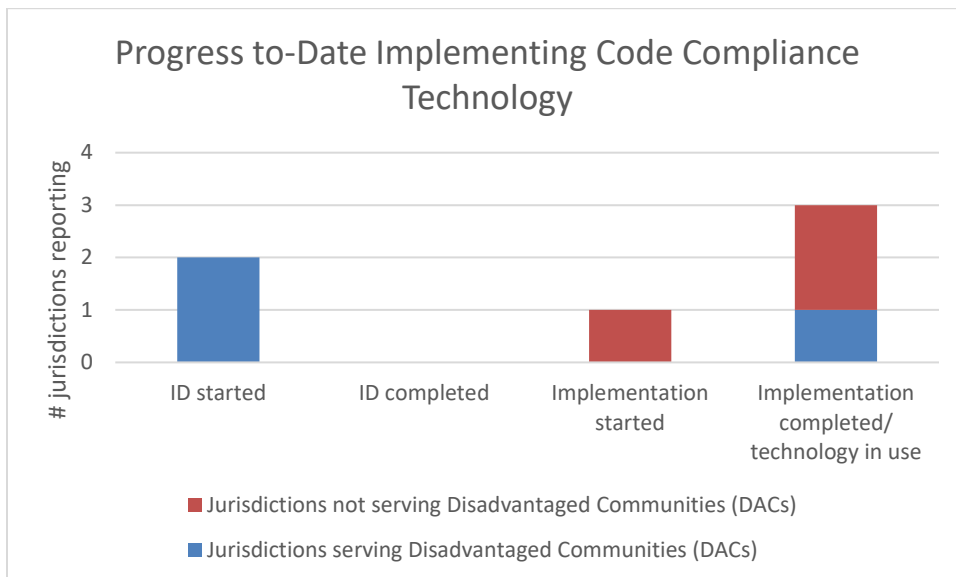 Progress to-Date Implementing Code Compliance
Technology
# jurisdictions reporting
4
3
2
1
0
ID started
ID completed
Implementation
started
Implementation
completed/
technology in use
Jurisdictions not serving Disadvantaged Communities (DACs)
Jurisdictions serving Disadvantaged Communities (DACs)